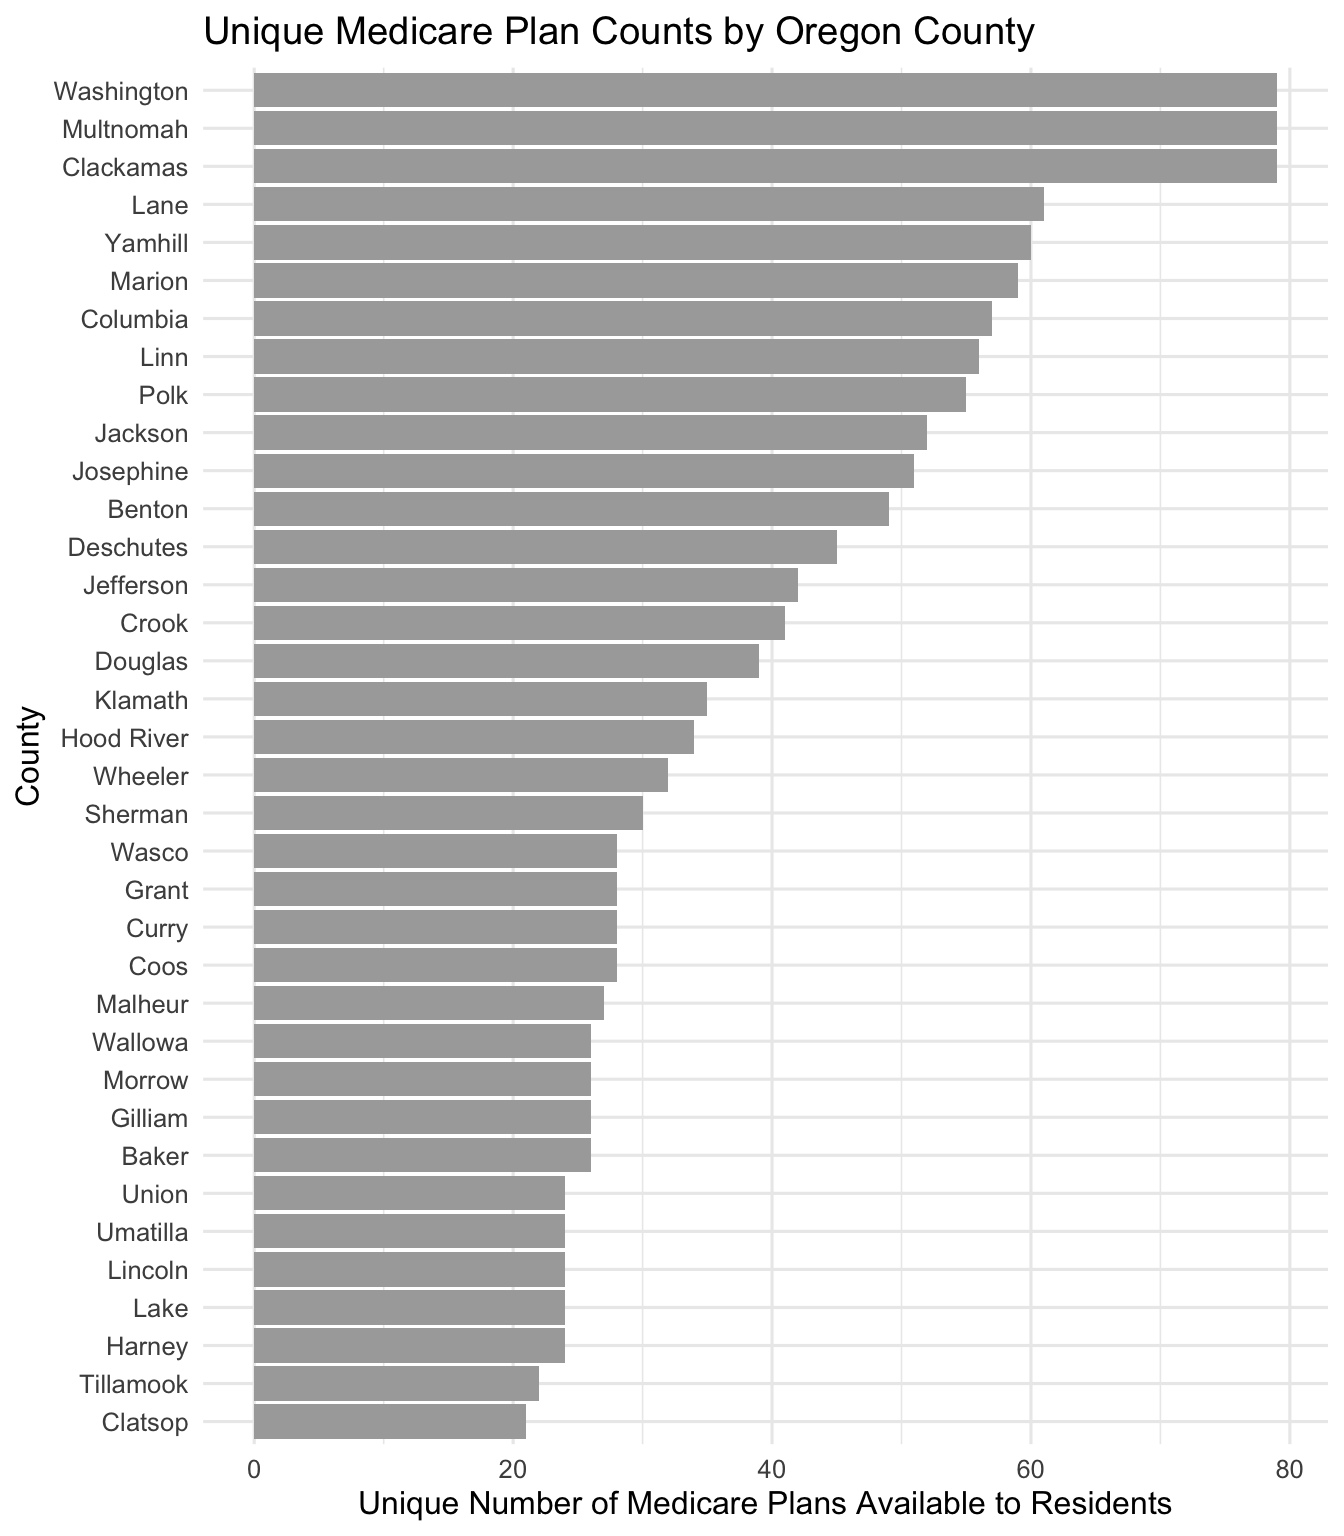 Unique Medicare Plan Counts by Oregon County
Washington
Multnomah
Clackamas
Lane
Yamhill
Marion
Columbia
Linn
Polk
Jackson
Josephine
Benton
Deschutes
Jefferson
Crook
Douglas
Klamath
Hood River
Wheeler
Sherman
Wasco
Grant
Curry
Coos
Malheur
Wallowa
Morrow
Gilliam
Baker
Union
Umatilla
Lincoln
Lake
Harney
Tillamook
Clatsop
County
0 20 40 60 80
Unique Number of Medicare Plans Available to Residents